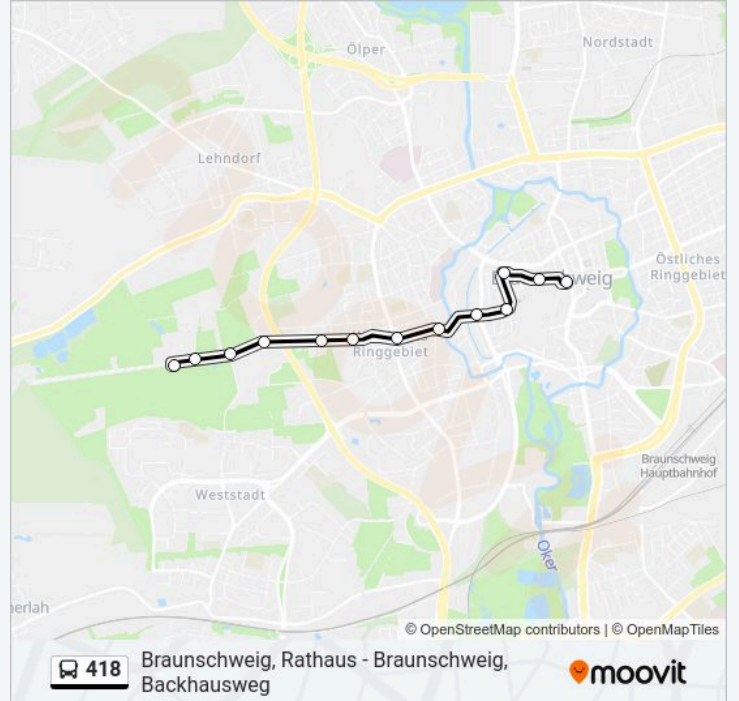 Ölper
Nordstadt
Lehndorf
Östliches
Ringgebiet
weig
Ringgebiet
Braunschweig
Hauptbahnhof
Weststadt
Oker
erlah
© OpenStreetMap contributors | © OpenMapTiles
418
Braunschweig, Rathaus - Braunschweig,
Backhausweg
moovit